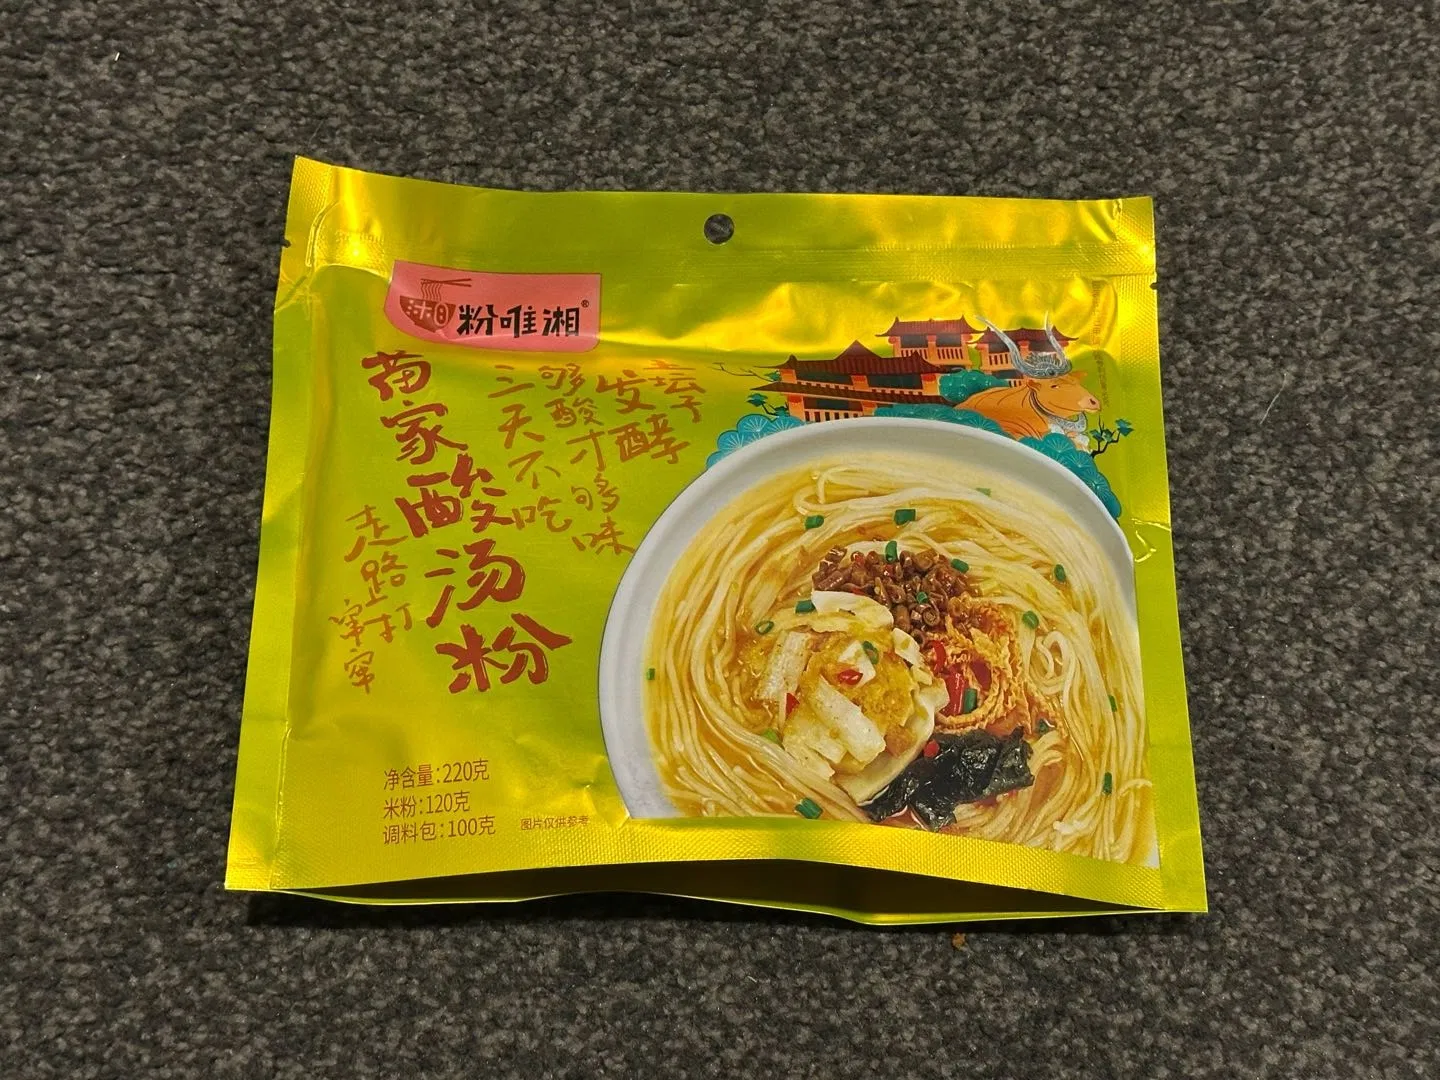 粉唯湘®
苗家酸汤粉
坛子
发酵
够酸才够味
三天不吃
走路打
窜窜
净含量:220克
米粉:120克
调料包:100克
图片仅供参考